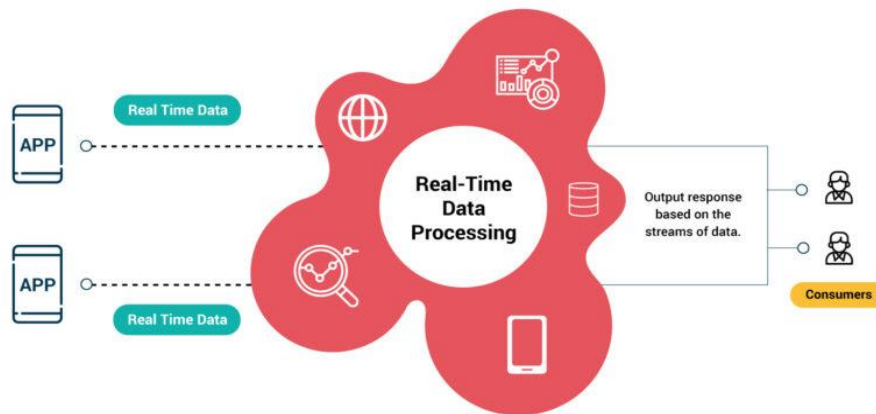 Real Time Data
APP
Real-Time
Data
Processing
Output response
based on the
streams of data.
APP
Real Time Data
Consumers